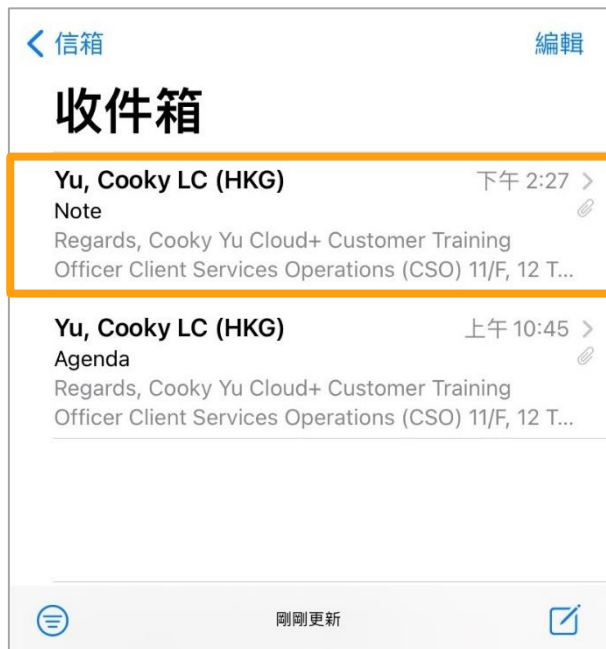 信箱
編輯
收件箱
Yu, Cooky LC (HKG) 下午 2:27
Note
Regards, Cooky Yu Cloud+ Customer Training
Officer Client Services Operations (CSO) 11/F, 12 T...
Yu, Cooky LC (HKG) 上午 10:45
Agenda
Regards, Cooky Yu Cloud+ Customer Training
Officer Client Services Operations (CSO) 11/F, 12 T...
剛剛更新